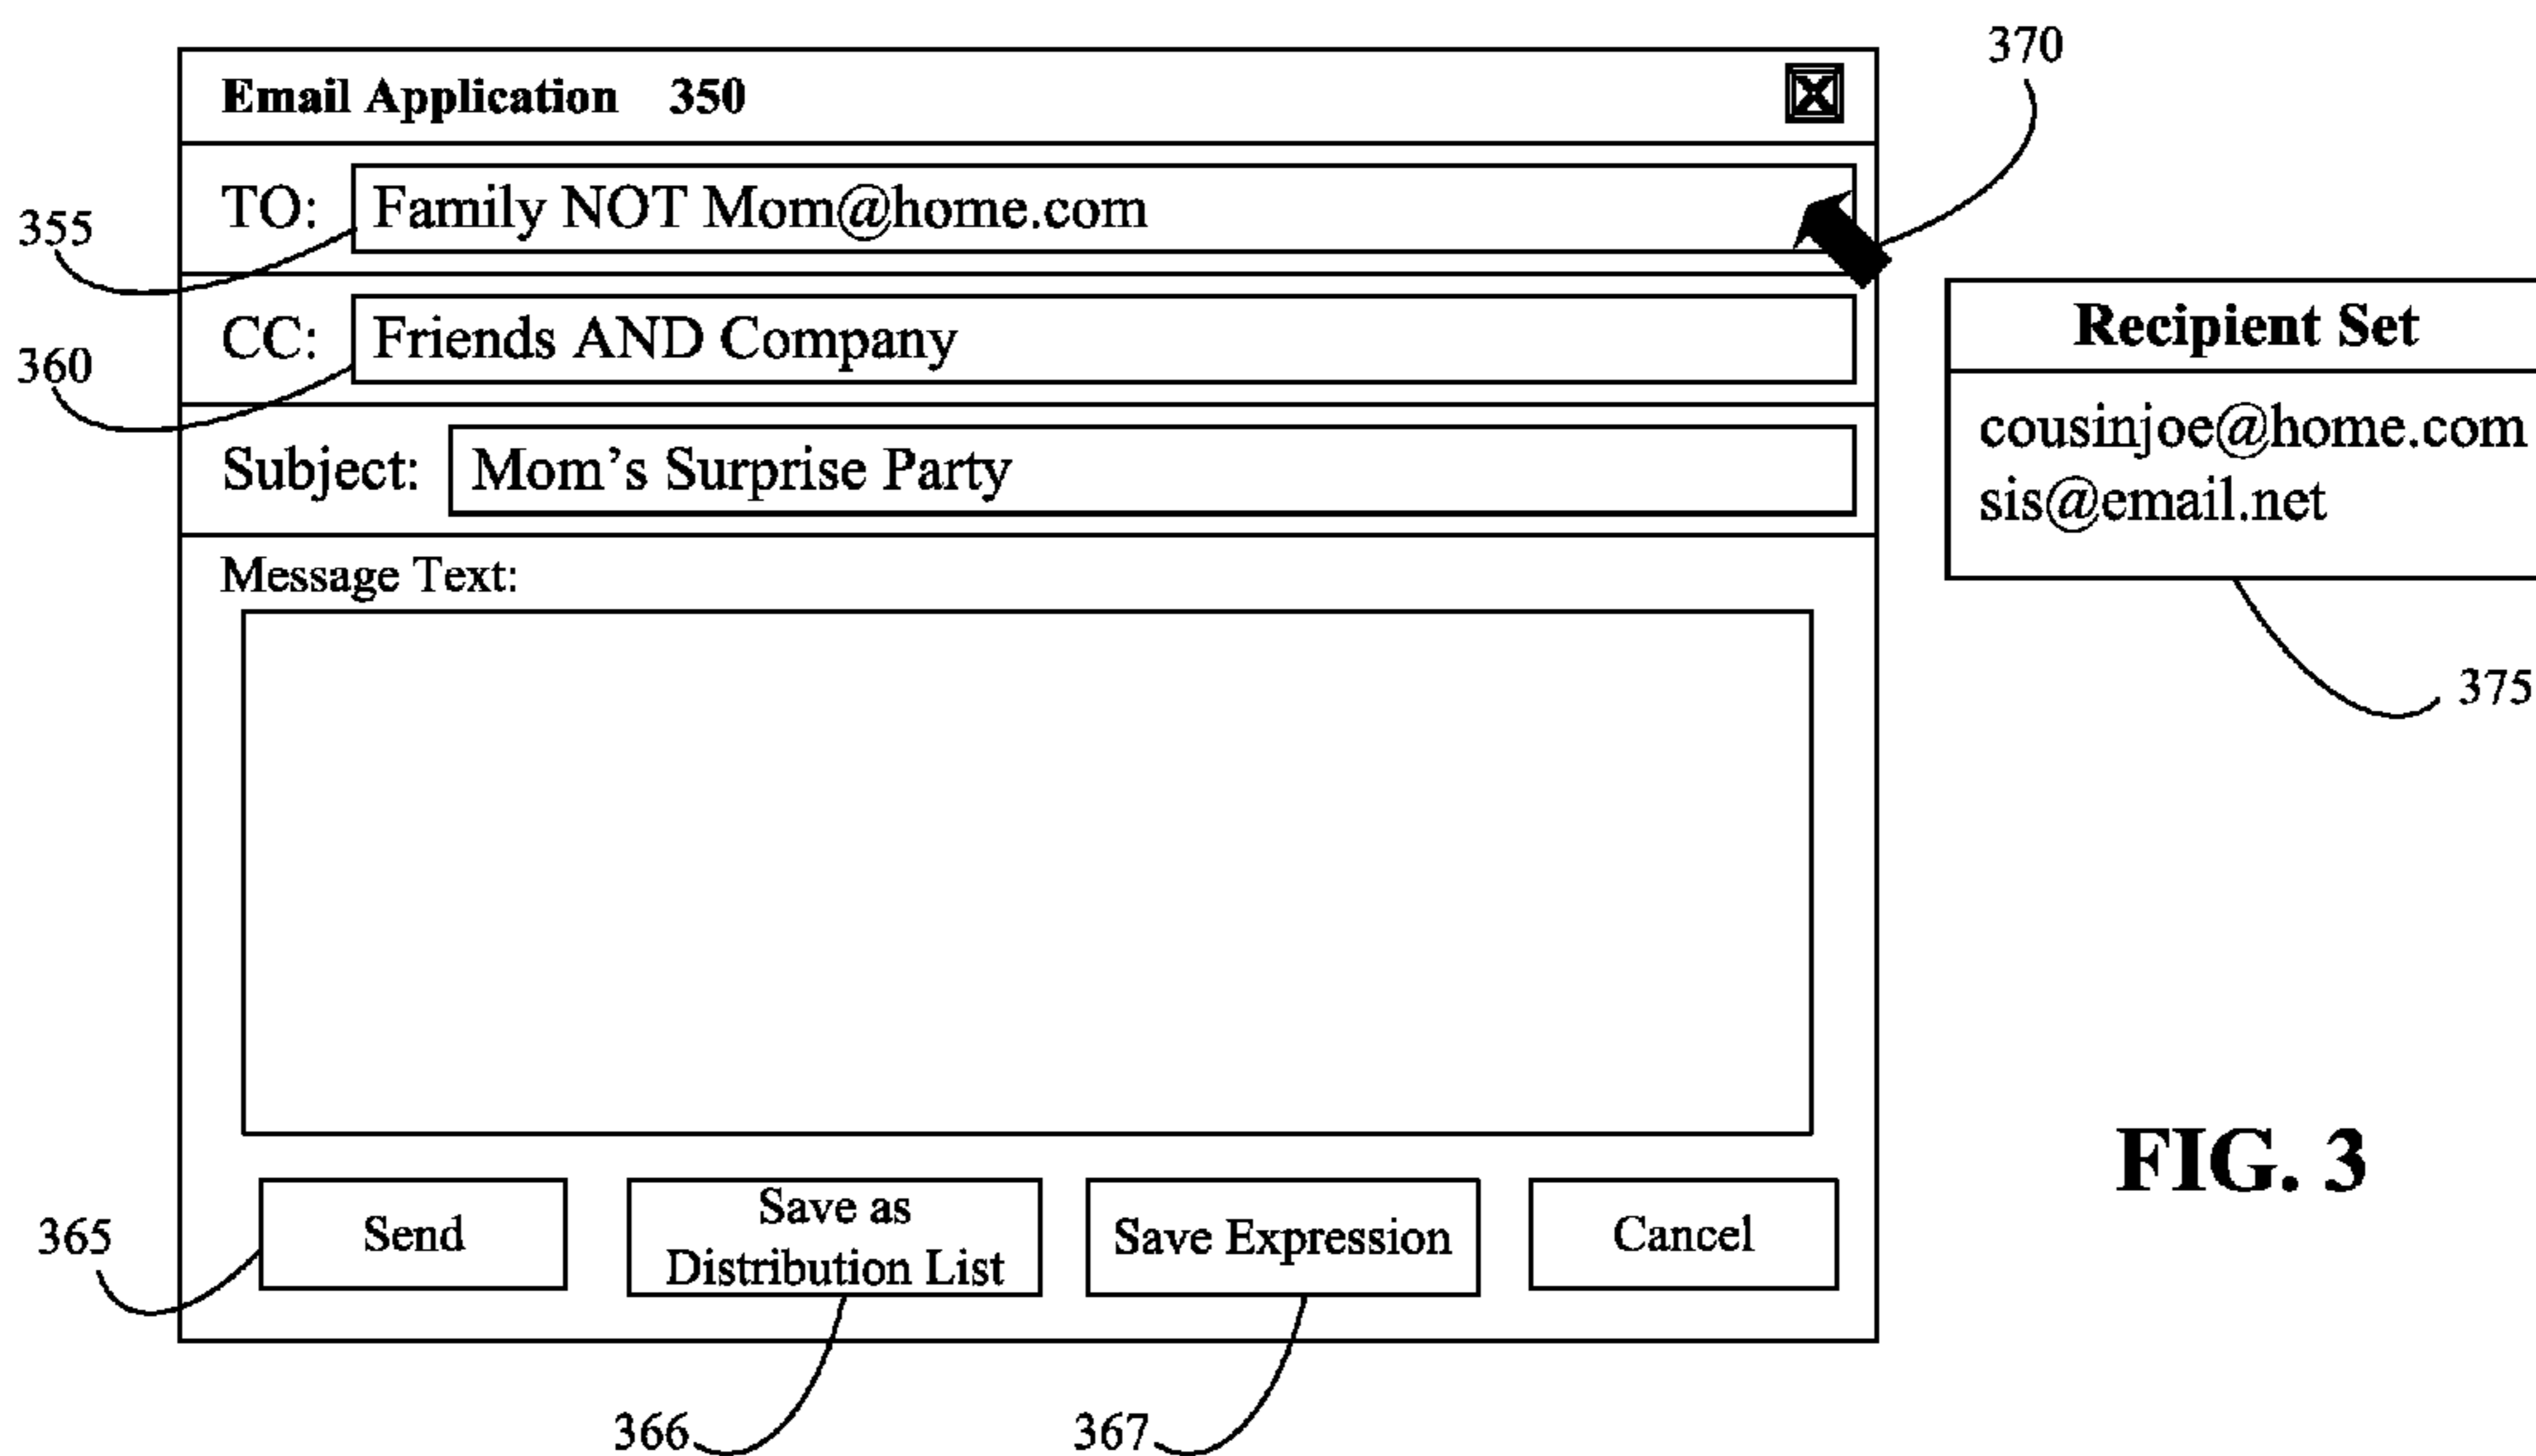 370
Email Application 350
TO: Family NOT Mom@home.com
355
CC: Friends AND Company
360
Subject: Mom’s Surprise Party
Message Text:
Recipient Set
cousinjoe@home.com
sis@email.net
375
FIG. 3
Send
Save as
Distribution List
Save Expression
Cancel
365
366
367